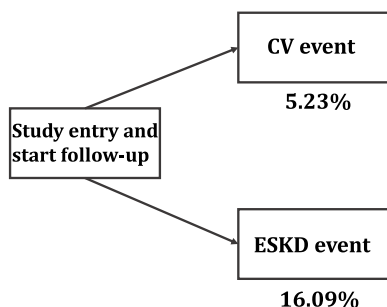 CV event
5.23%
Study entry and
start follow-up
ESKD event
16.09%